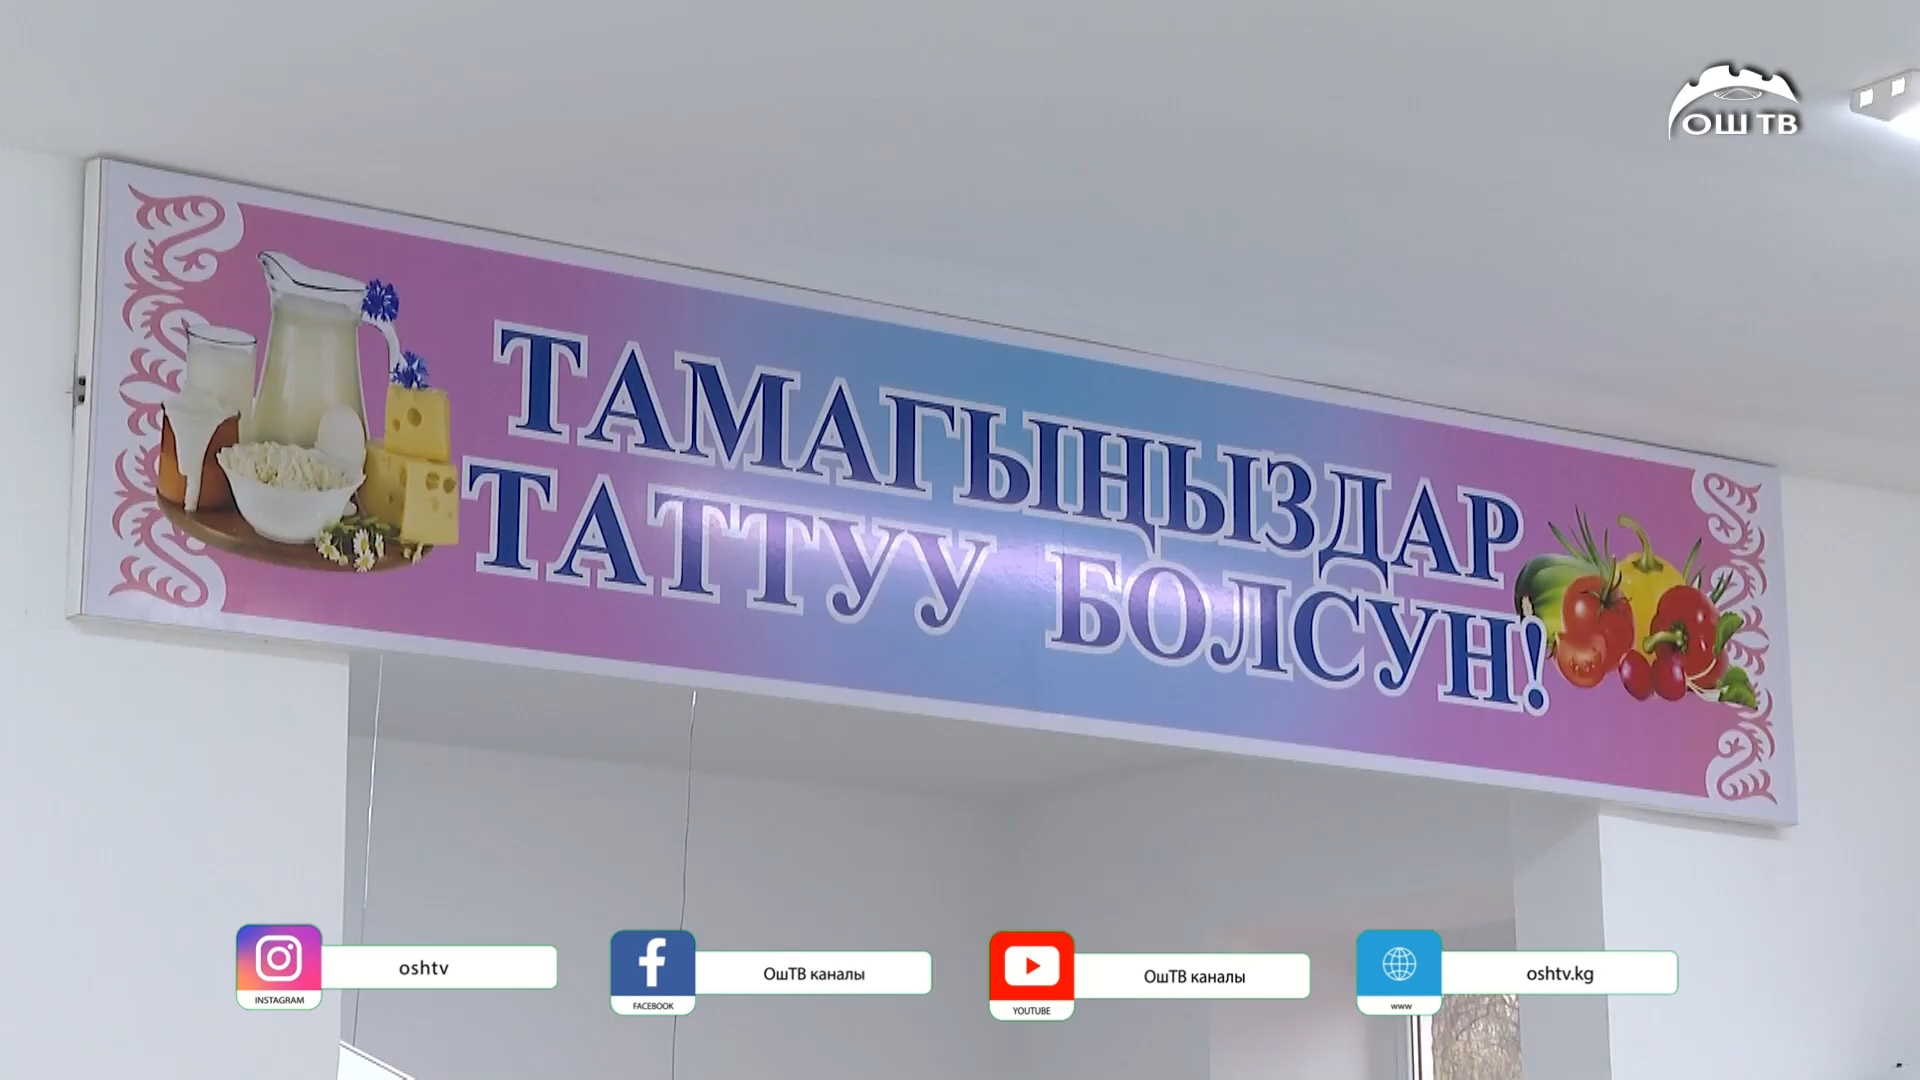 ОШ ТВ
ТАМАГЫҢЫЗДАР
ТАТТУУ БОЛСУН!
INSTAGRAM
oshtv
FACEBOOK
ОшТВ каналы
YOUTUBE
ОшТВ каналы
www
oshtv.kg